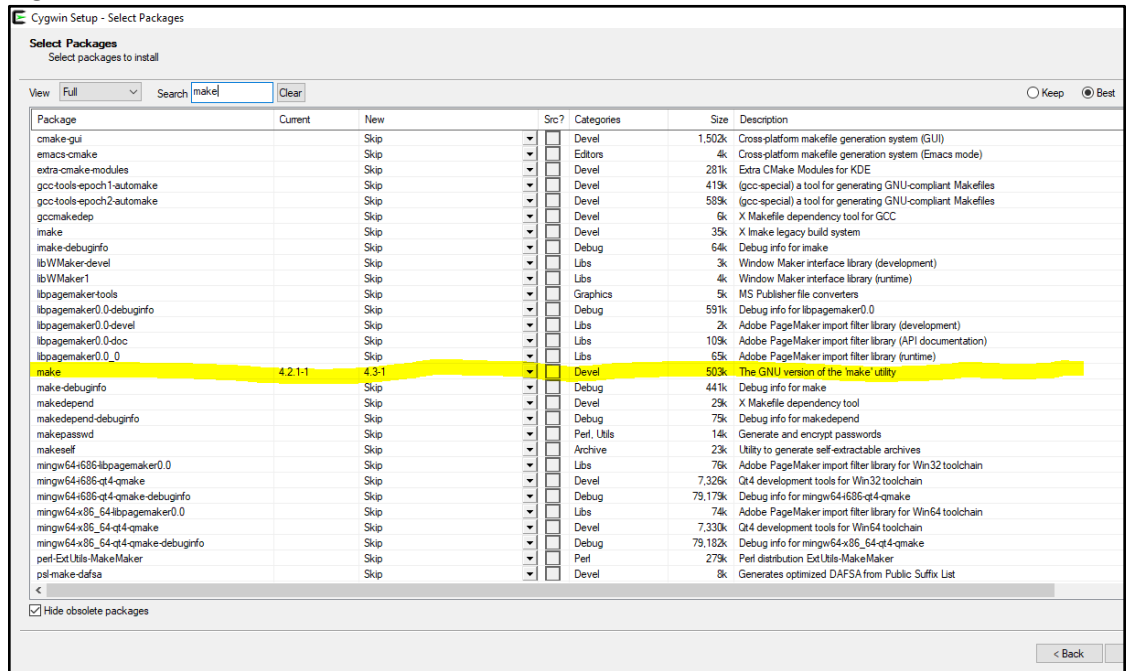 Cygwin Setup - Select Packages
Select Packages
Select packages to install
View Full Search make Clear Keep Best
Package Current New Src? Categories Size Description
cmake-gui Skip Devel 1,502k Cross-platform makefile generation system (GUI)
emacs-cmake Skip Editors 4k Cross-platform makefile generation system (Emacs mode)
extra-cmake-modules Skip Devel 281k Extra CMake Modules for KDE
gcc-tools-epoch1-automake Skip Devel 419k (gcc-special) a tool for generating GNU-compliant Makefiles
gcc-tools-epoch2-automake Skip Devel 589k (gcc-special) a tool for generating GNU-compliant Makefiles
gccmakedep Skip Devel 6k X Makefile dependency tool for GCC
imake Skip Devel 35k X Imake legacy build system
imake-debuginfo Skip Debug 64k Debug info for imake
libWMaker-devel Skip Libs 3k Window Maker interface library (development)
libWMaker1 Skip Libs 4k Window Maker interface library (runtime)
libpagemaker-tools Skip Graphics 5k MS Publisher file converters
libpagemaker0.0-debuginfo Skip Debug 591k Debug info for libpagemaker0.0
libpagemaker0.0-devel Skip Libs 2k Adobe PageMaker import filter library (development)
libpagemaker0.0-doc Skip Libs 109k Adobe PageMaker import filter library (API documentation)
libpagemaker0.0_0 Skip Libs 65k Adobe PageMaker import filter library (runtime)
make 4.2.1-1 4.3-1 Devel 503k The GNU version of the 'make' utility
make-debuginfo Skip Debug 441k Debug info for make
makedepend Skip Devel 29k X Makefile dependency tool
makedepend-debuginfo Skip Debug 75k Debug info for makedepend
makepasswd Skip Perl, Utils 14k Generate and encrypt passwords
makeself Skip Archive 23k Utility to generate self-extractable archives
mingw64-i686-libpagemaker0.0 Skip Libs 76k Adobe PageMaker import filter library for Win32 toolchain
mingw64-i686-qt4-qmake Skip Devel 7,326k Qt4 development tools for Win32 toolchain
mingw64-i686-qt4-qmake-debuginfo Skip Debug 79,179k Debug info for mingw64-i686-qt4-qmake
mingw64-x86_64-libpagemaker0.0 Skip Libs 74k Adobe PageMaker import filter library for Win64 toolchain
mingw64-x86_64-qt4-qmake Skip Devel 7,330k Qt4 development tools for Win64 toolchain
mingw64-x86_64-qt4-qmake-debuginfo Skip Debug 79,182k Debug info for mingw64-x86_64-qt4-qmake
perl-ExtUtils-MakeMaker Skip Perl 279k Perl distribution ExtUtils-MakeMaker
psl-make-dafsa Skip Devel 8k Generates optimized DAFSA from Public Suffix List
Hide obsolete packages
< Back